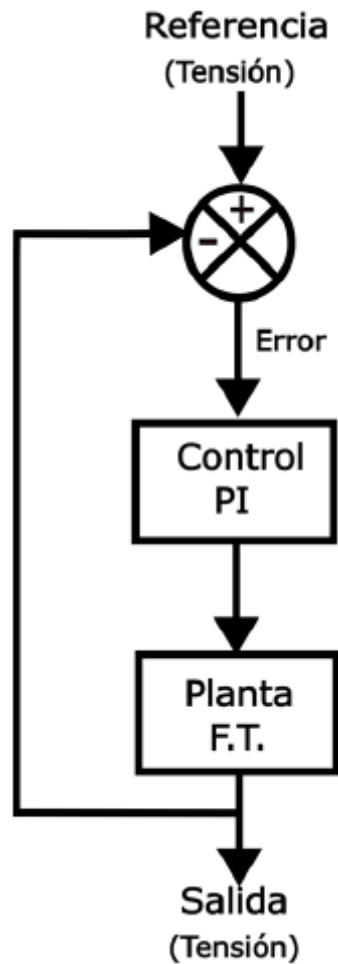 Referencia
(Tensión)
+
-
Error
Control
PI
Planta
F.T.
Salida
(Tensión)